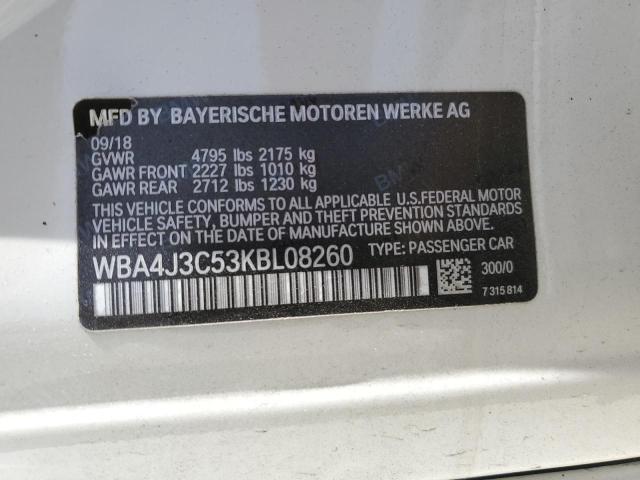 MFD BY BAYERISCHE MOTOREN WERKE AG
09/18
GVWR 4795 lbs 2175 kg
GAWR FRONT 2227 lbs 1010 kg
GAWR REAR 2712 lbs 1230 kg
THIS VEHICLE CONFORMS TO ALL APPLICABLE U.S.FEDERAL MOTOR
VEHICLE SAFETY, BUMPER AND THEFT PREVENTION STANDARDS
IN EFFECT ON THE DATE OF MANUFACTURE SHOWN ABOVE.
WBA4J3C53KBL08260 TYPE: PASSENGER CAR
300/0
7 315 814